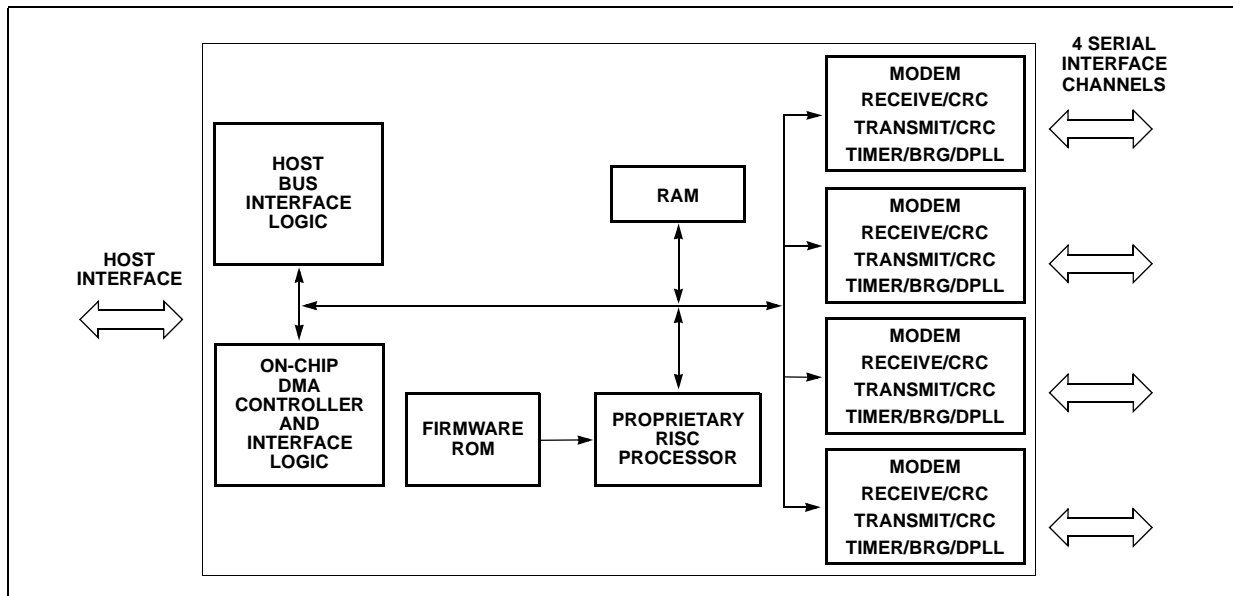 4 SERIAL
INTERFACE
CHANNELS
HOST
INTERFACE
HOST
BUS
INTERFACE
LOGIC
ON-CHIP
DMA
CONTROLLER
AND
INTERFACE
LOGIC
FIRMWARE
ROM
RAM
PROPRIETARY
RISC
PROCESSOR
MODEM
RECEIVE/CRC
TRANSMIT/CRC
TIMER/BRG/DPLL
MODEM
RECEIVE/CRC
TRANSMIT/CRC
TIMER/BRG/DPLL
MODEM
RECEIVE/CRC
TRANSMIT/CRC
TIMER/BRG/DPLL
MODEM
RECEIVE/CRC
TRANSMIT/CRC
TIMER/BRG/DPLL